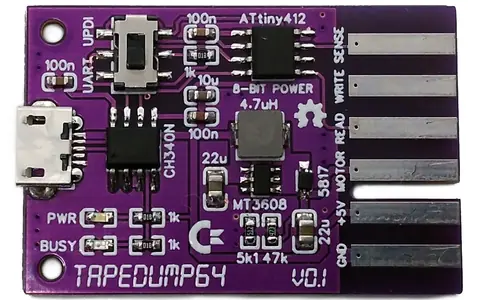 UPDI
UART
100n
ATtiny412
1k
100n
10u
8-BIT POWER
4.7uH
100n
CH340N
SENSE
WRITE
READ
MOTOR
+5V
GND
22u
MT3608
5817
22u
PWR
1k
BUSY
1k
5k1 47k
TAPEDUMP64
V0.1